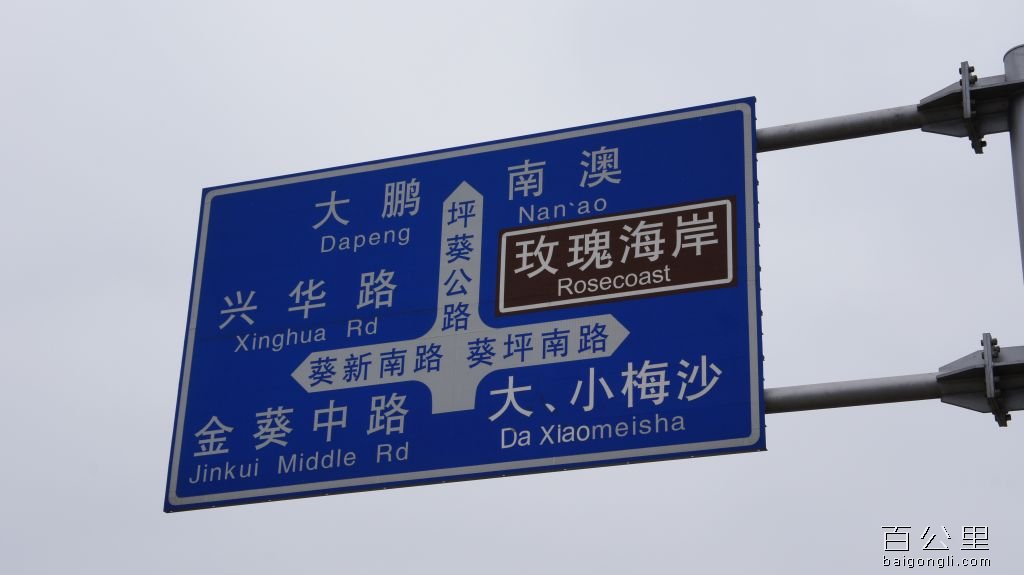 大鹏
Dapeng
南澳
Nan`ao
坪葵公路
玫瑰海岸
Rosecoast
兴华路
Xinghua Rd
葵新南路
葵坪南路
金葵中路
Jinkui Middle Rd
大、小梅沙
Da Xiaomeisha
百公里
baigongli.com